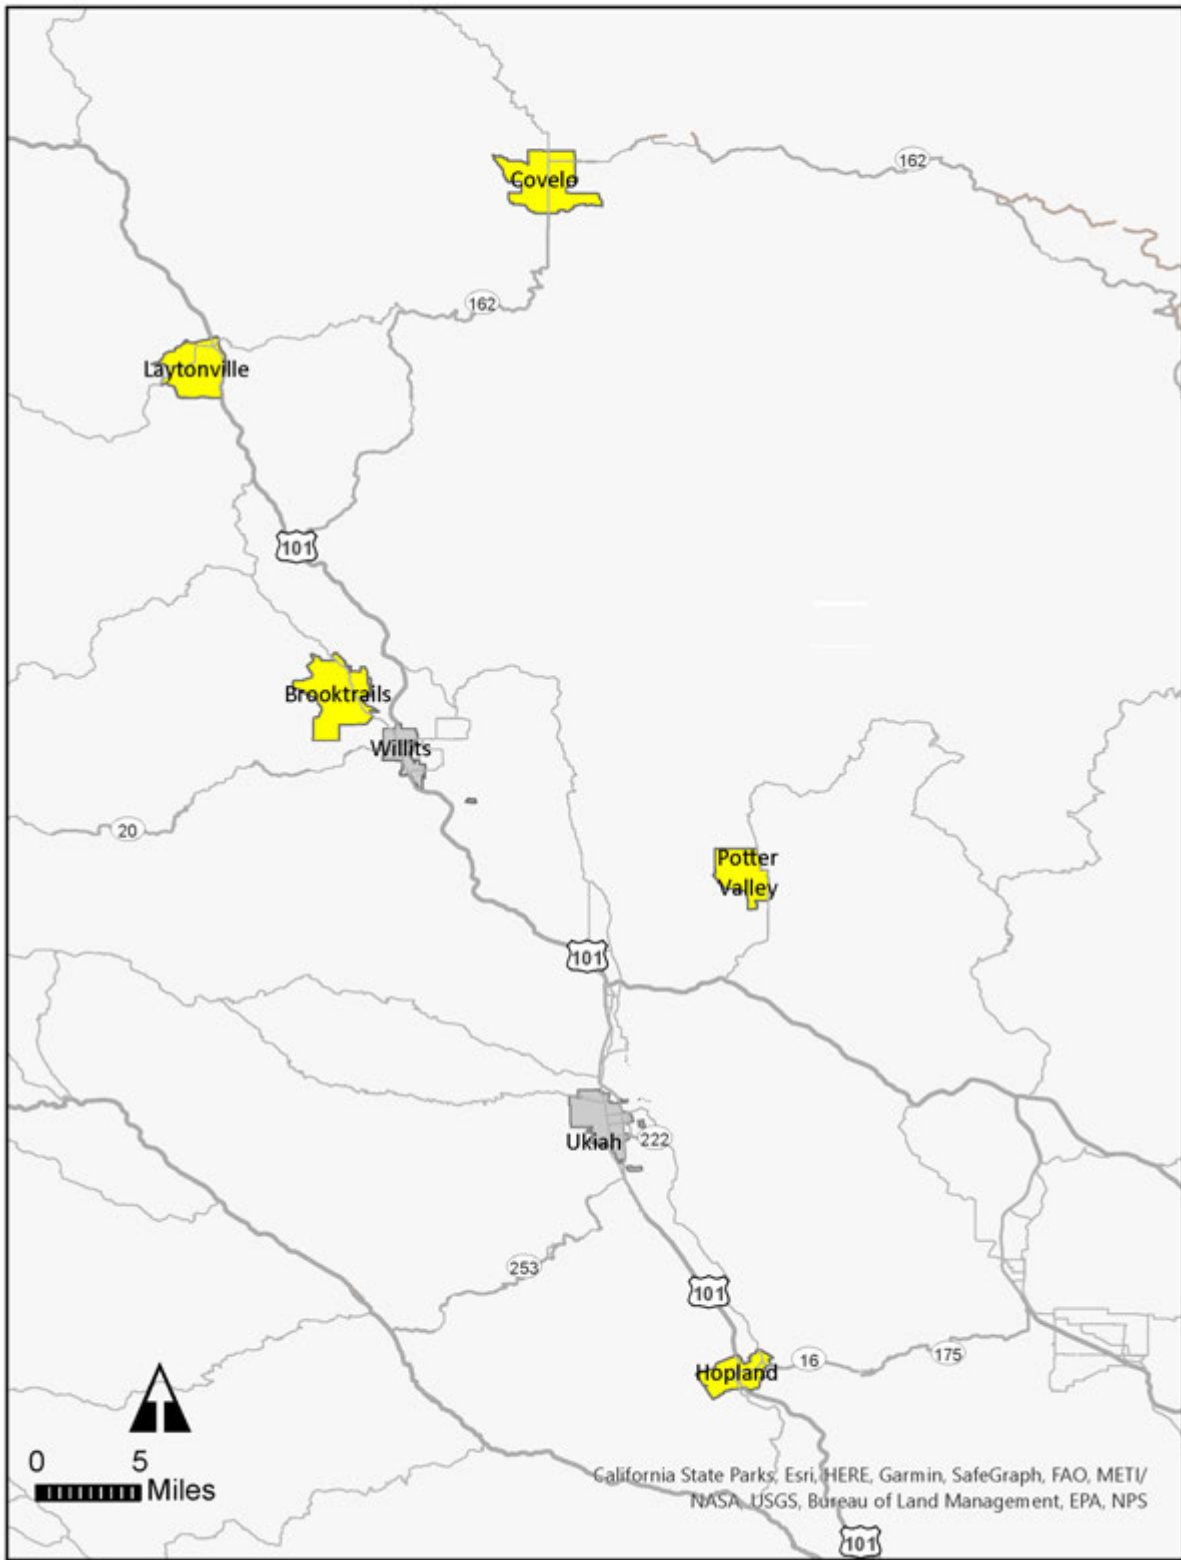 162
Covelo
162
Laytonville
101
Brooktrails
Willits
20
Potter
Valley
101
222
Ukiah
253
101
16
175
Hopland
0 5
Miles
California State Parks, Esri, HERE, Garmin, SafeGraph, FAO, METI/
NASA, USGS, Bureau of Land Management, EPA, NPS
101